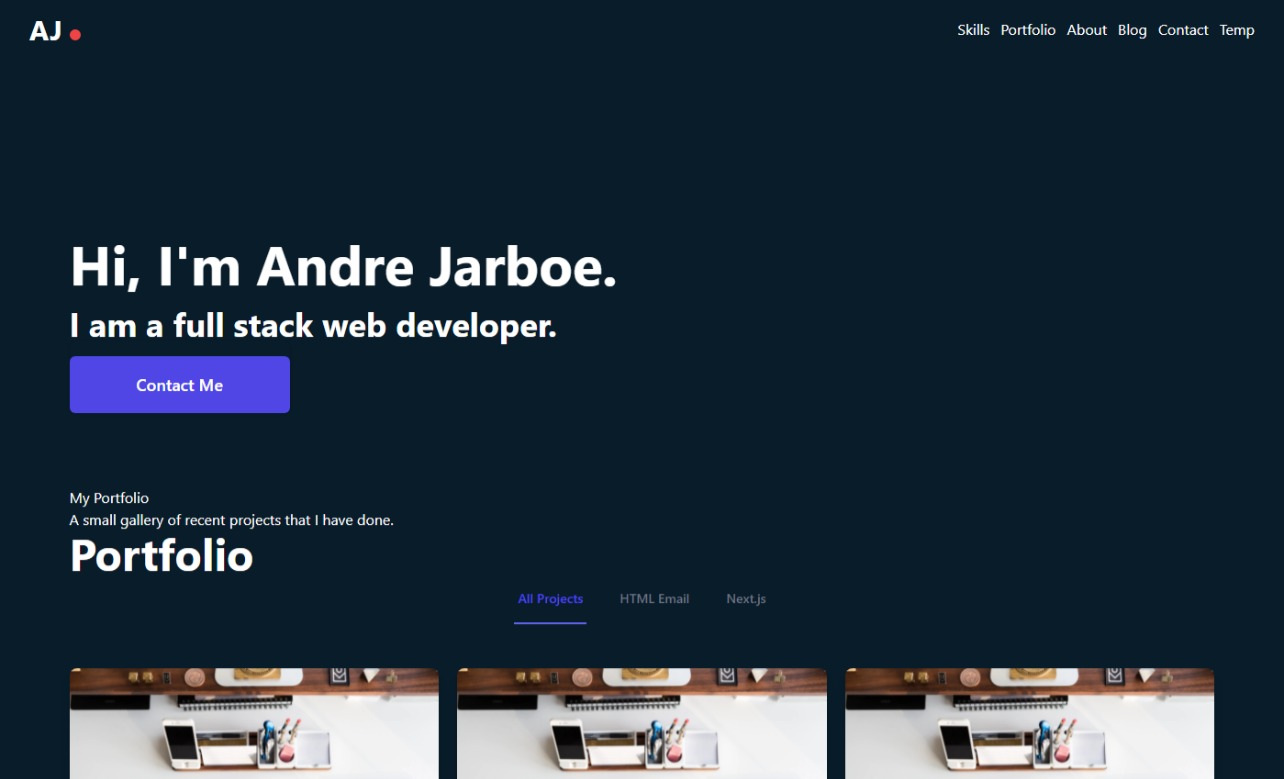 AJ
Skills Portfolio About Blog Contact Temp
Hi, I'm Andre Jarboe.
I am a full stack web developer.
Contact Me
My Portfolio
A small gallery of recent projects that I have done.
Portfolio
All Projects HTML Email Next.js